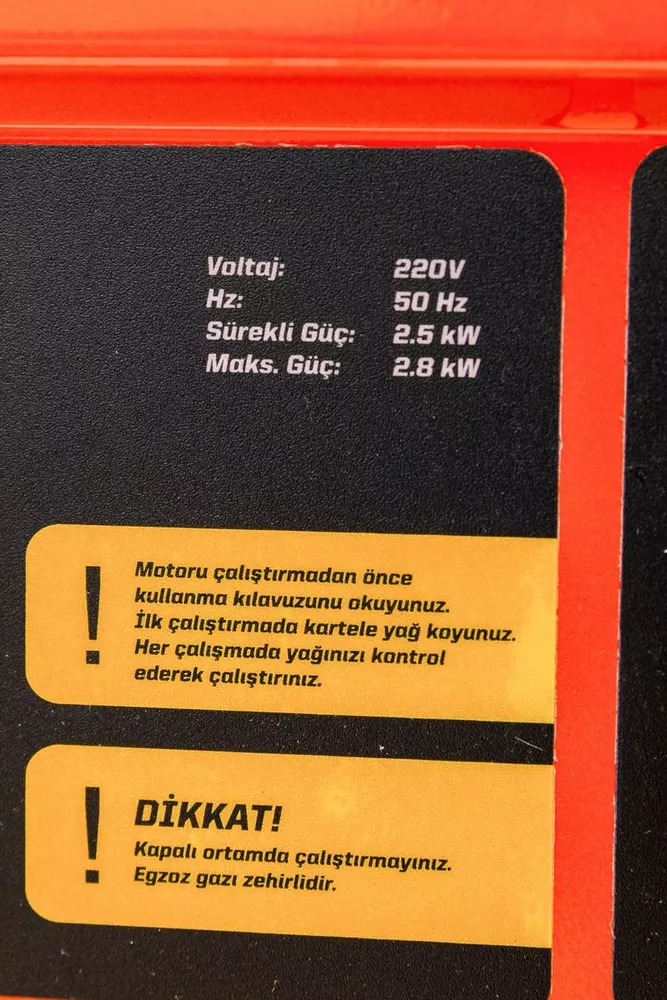 Voltaj: 220V
Hz: 50 Hz
Sürekli Güç: 2.5 kW
Maks. Güç: 2.8 kW
! Motoru çalıştırmadan önce
kullanma kılavuzunu okuyunuz.
İlk çalıştırmada kartele yağ koyunuz.
Her çalışmada yağınızı kontrol
ederek çalıştırınız.
! DİKKAT!
Kapalı ortamda çalıştırmayınız.
Egzoz gazı zehirlidir.